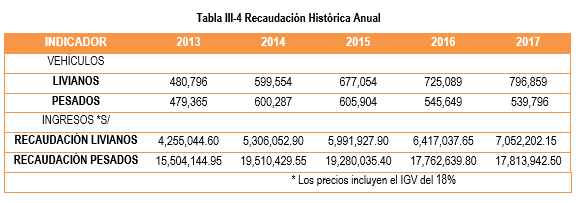 Tabla III-4 Recaudación Histórica Anual
INDICADOR 2013 2014 2015 2016 2017
VEHÍCULOS
LIVIANOS 480,796 599,554 677,054 725,089 796,859
PESADOS 479,365 600,287 605,904 545,649 539,796
INGRESOS *S/
RECAUDACIÓN LIVIANOS 4,255,044.60 5,306,052.90 5,991,927.90 6,417,037.65 7,052,202.15
RECAUDACIÓN PESADOS 15,504,144.95 19,510,429.55 19,280,035.40 17,762,639.80 17,813,942.50
* Los precios incluyen el IGV del 18%